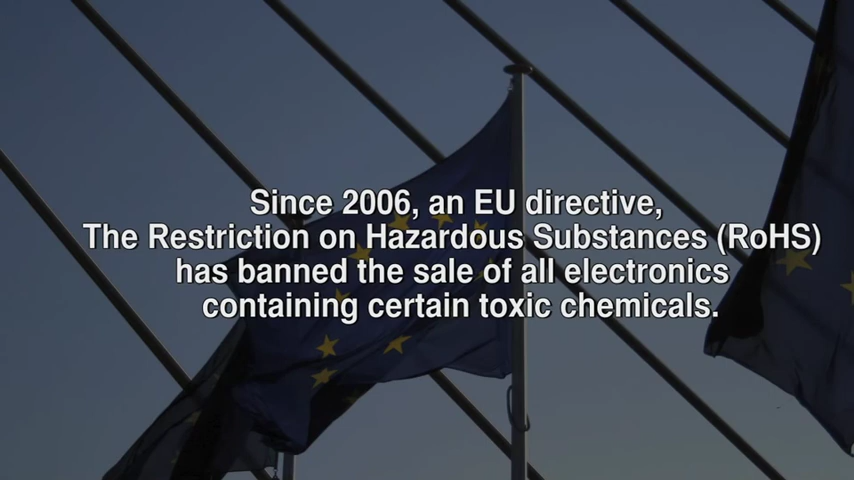 Since 2006, an EU directive,
The Restriction on Hazardous Substances (RoHS)
has banned the sale of all electronics
containing certain toxic chemicals.